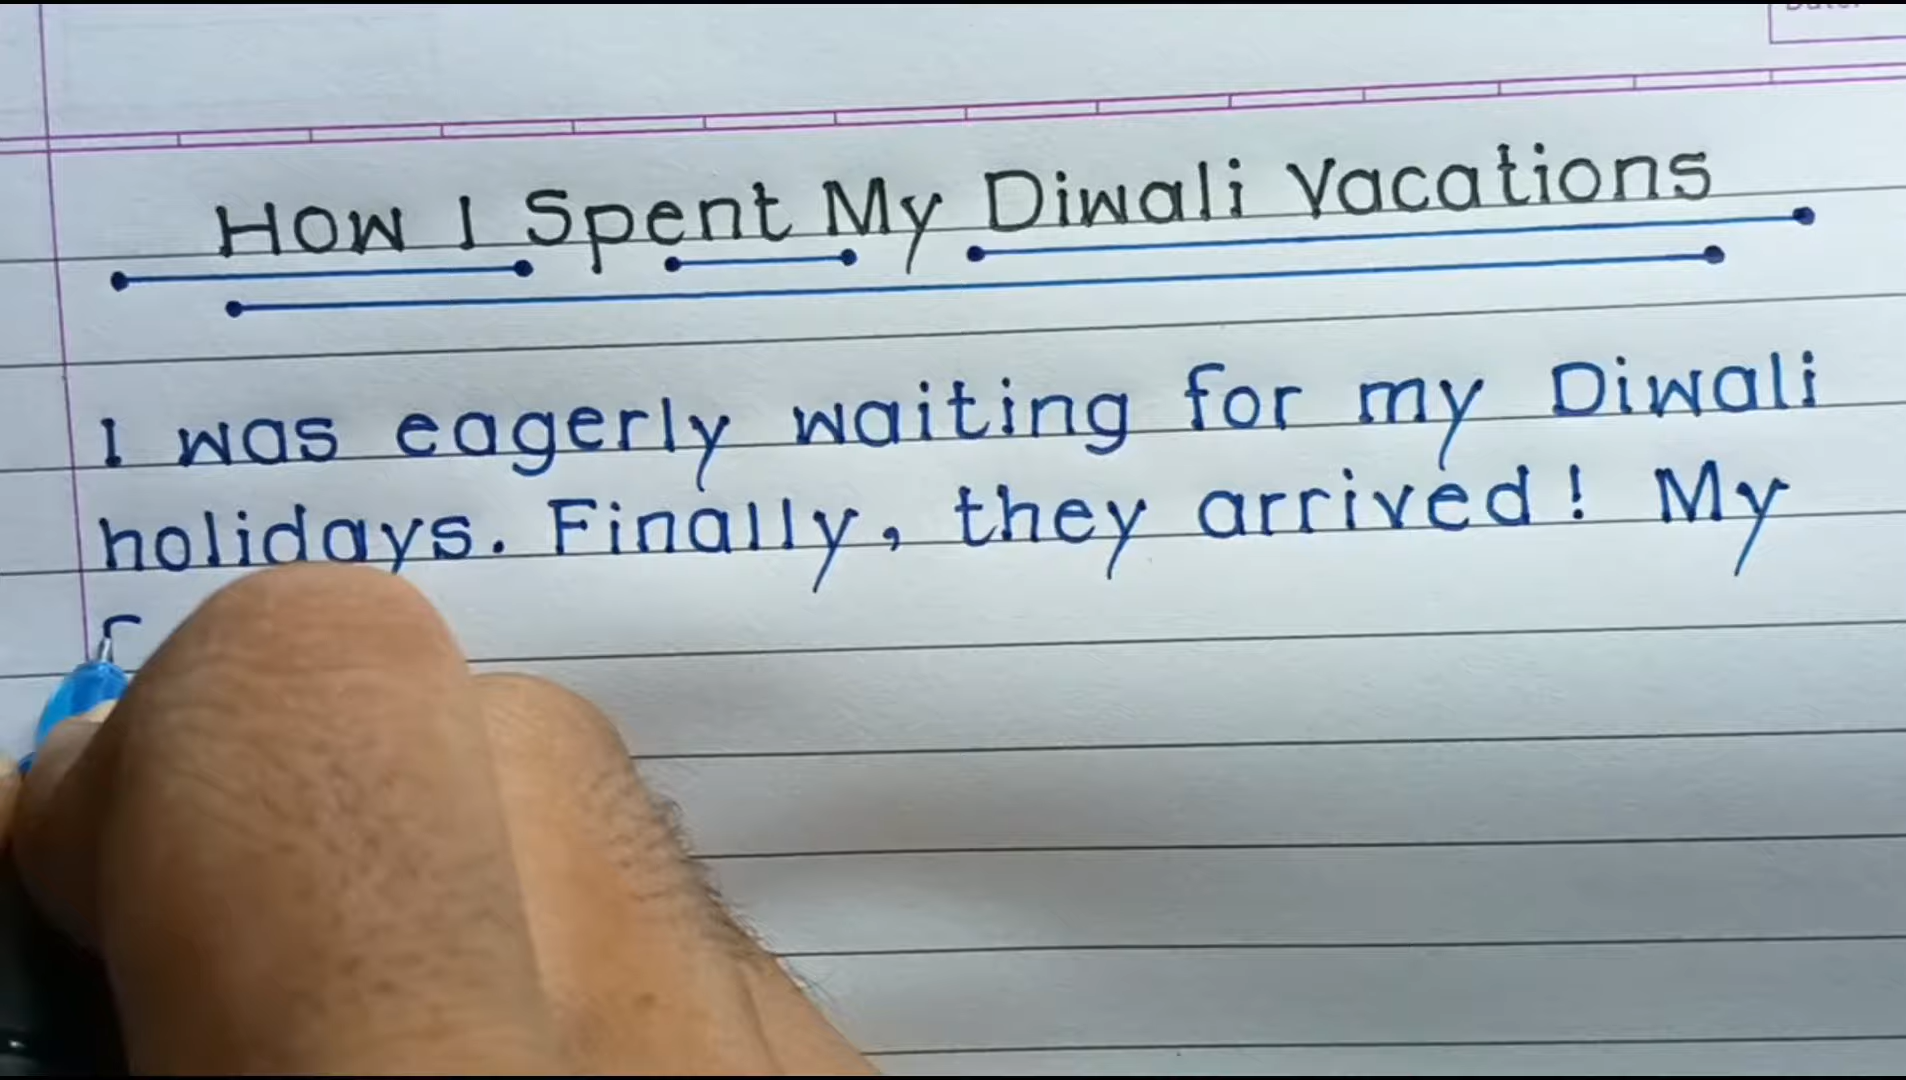 How I Spent My Diwali Vacations
I was eagerly waiting for my Diwali
holidays. Finally, they arrived! My